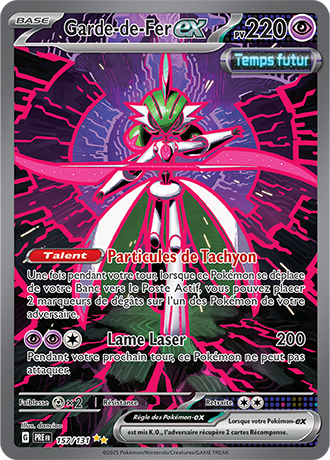 BASE
Garde-de-Fer ex PV 220
Temps futur
Talent Particules de Tachyon
Une fois pendant votre tour, lorsque ce Pokémon se déplace
de votre Banc vers le Poste Actif, vous pouvez placer
2 marqueurs de dégâts sur l'un des Pokémon de votre
adversaire.
Lame Laser 200
Pendant votre prochain tour, ce Pokémon ne peut pas
attaquer.
Faiblesse ×2 Résistance Retraite
Illus. danciao
G PRE FR 157/131
Règle des Pokémon-ex
Lorsque votre Pokémon-ex
est mis K.O., l'adversaire récupère 2 cartes Récompense.
©2025 Pokémon/Nintendo/Creatures/GAME FREAK